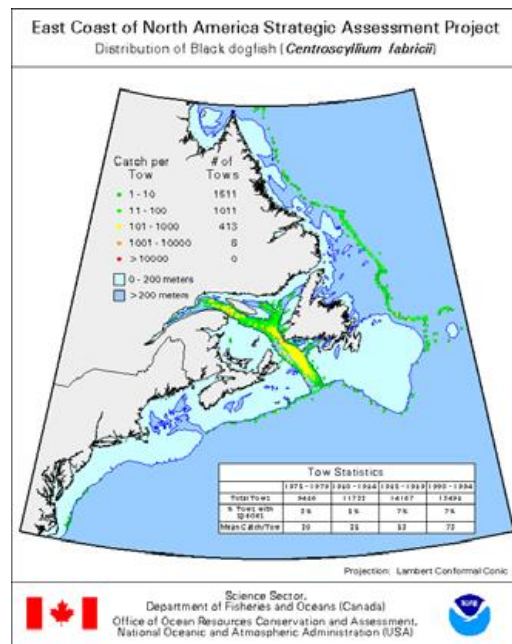 East Coast of North America Strategic Assessment Project
Distribution of Black dogfish (Centroscyllium fabricii)
Catch per Tow # of Tows
1 - 10 1611
11 - 100 1011
101 - 1000 413
1001 - 10000 6
> 10000 0
0 - 200 meters
> 200 meters
Tow Statistics
1975 - 1979 1980 - 1984 1985 - 1989 1990 - 1994
Total Tows
% Tows with Species 3% 5% 7% 7%
Mean Catch/Tow
Projection: Lambert Conformal Conic
Science Sector,
Department of Fisheries and Oceans (Canada)
Office of Ocean Resources Conservation and Assessment,
National Oceanic and Atmospheric Administration (USA)